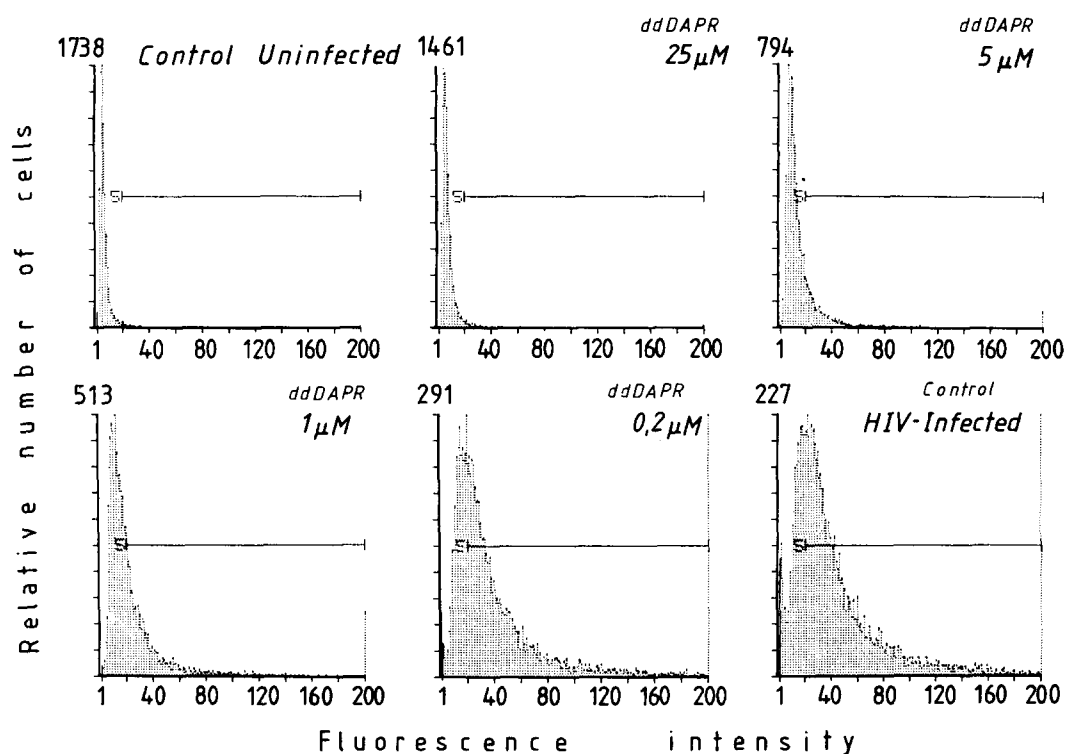 Relative number of cells
1738
Control Uninfected
1 40 80 120 160 200
1461
ddDAPR
25 µM
1 40 80 120 160 200
794
ddDAPR
5 µM
1 40 80 120 160 200
513
ddDAPR
1 µM
1 40 80 120 160 200
291
ddDAPR
0,2 µM
1 40 80 120 160 200
227
Control
HIV-Infected
1 40 80 120 160 200
Fluorescence intensity